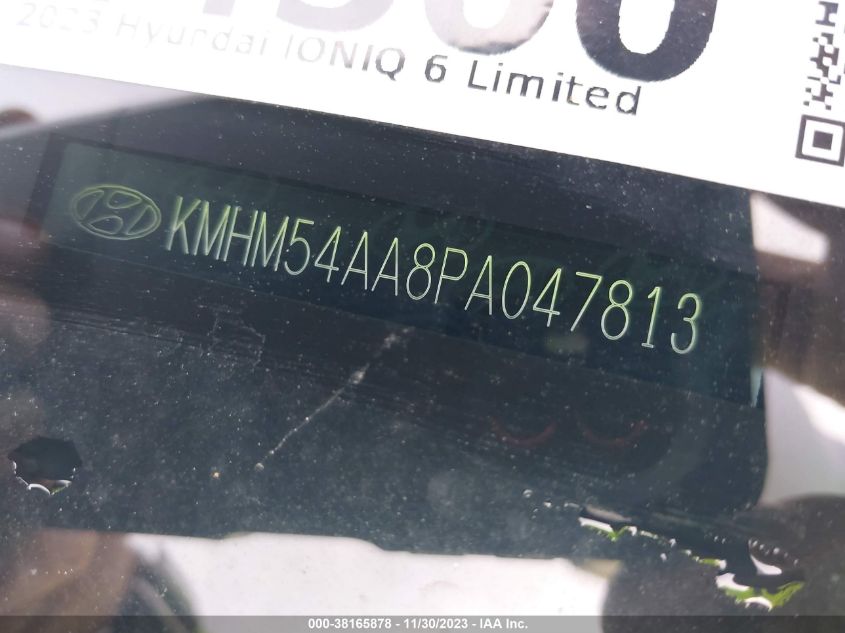 2023 Hyundai IONIQ 6 Limited
KMHM54AA8PA047813
000-38165878 - 11/30/2023 - IAA Inc.